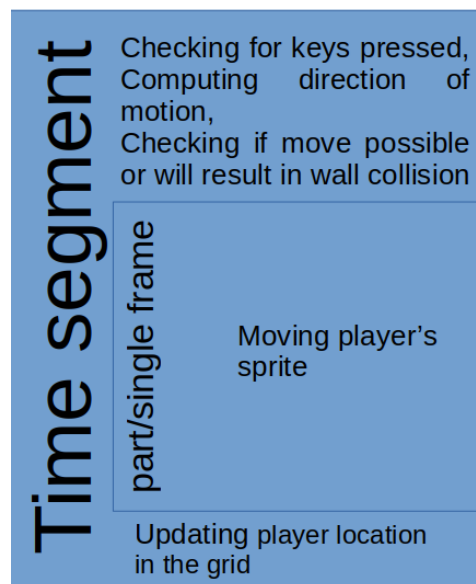 Time segment
Checking for keys pressed,
Computing direction of
motion,
Checking if move possible
or will result in wall collision
part/single frame
Moving player's
sprite
Updating player location
in the grid